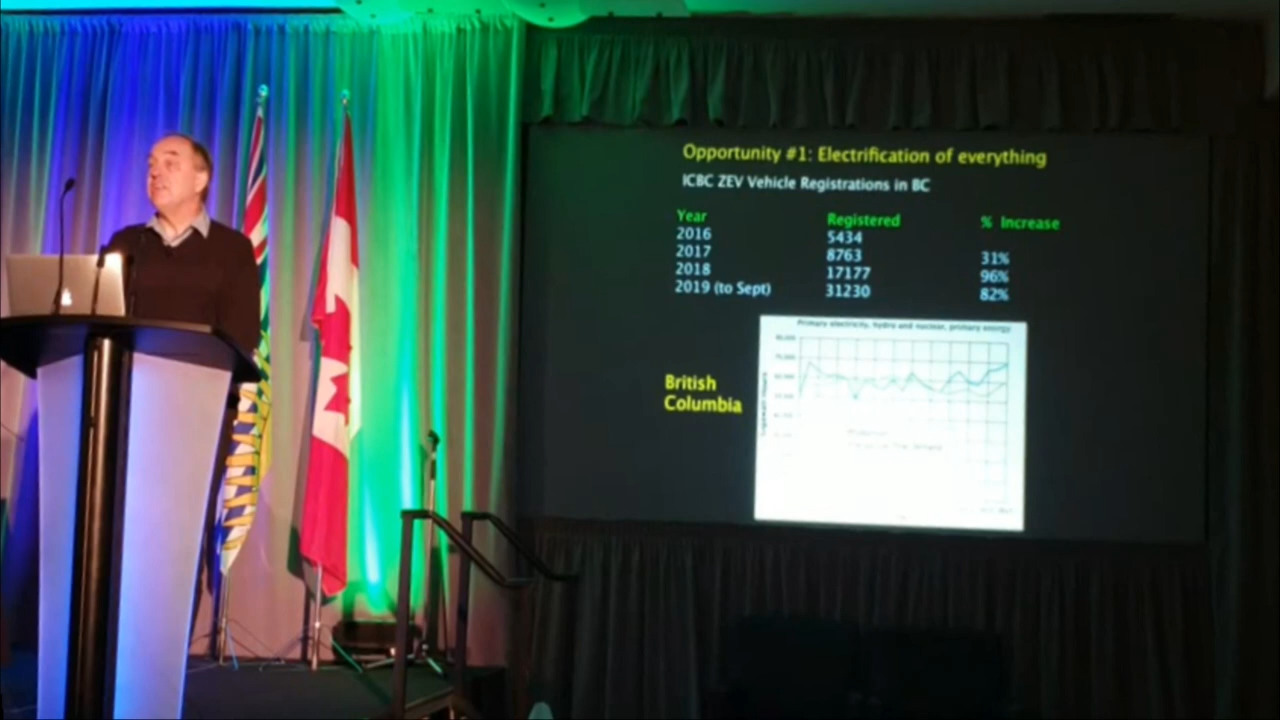 Opportunity #1: Electrification of everything
ICBC ZEV Vehicle Registrations in BC
Year Registered % Increase
2016 5434
2017 8763 31%
2018 17177 96%
2019 (to Sept) 31230 82%
Primary electricity, hydro and nuclear, primary energy
British
Columbia